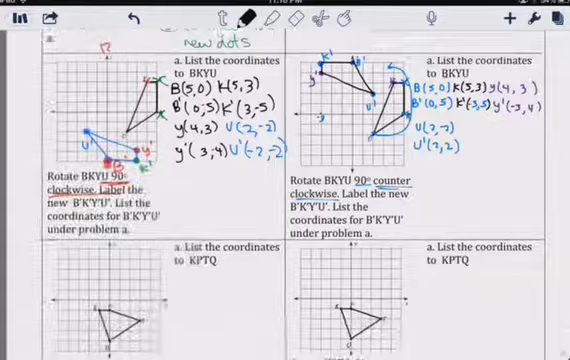 new dots
a. List the coordinates
to BKYU
B(5,0) K(5,3)
B'(0,5) K'(3,-5)
y(4,3) U(2,-2)
y'(3,4) U'(-2,-2)
U'
B'
y'
K'
Rotate BKYU 90°
clockwise. Label the
new B'K'Y'U'. List the
coordinates for B'K'Y'U'
under problem a.
a. List the coordinates
to BKYU
B(5,0) K(5,3) y(4,3)
B'(0,5) K'(-3,5) y'(-3,4)
U(2,-2)
U'(2,2)
K'
B'
y'
U'
Rotate BKYU 90° counter
clockwise. Label the new
B'K'Y'U'. List the
coordinates for B'K'Y'U'
under problem a.
a. List the coordinates
to KPTQ
a. List the coordinates
to KPTQ